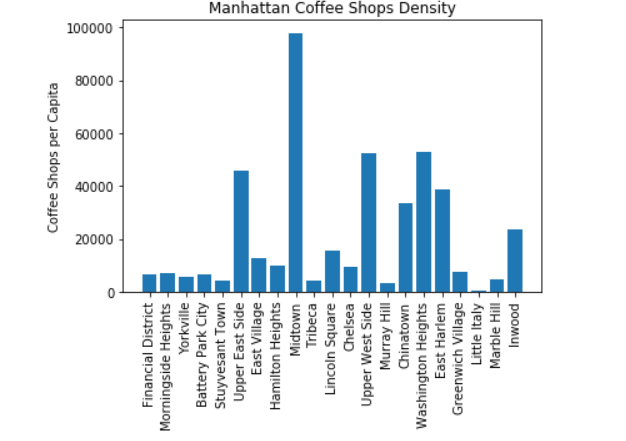 Manhattan Coffee Shops Density
Coffee Shops per Capita
100000
80000
60000
40000
20000
0
Financial District
Morningside Heights
Yorkville
Battery Park City
Stuyvesant Town
Upper East Side
East Village
Hamilton Heights
Midtown
Tribeca
Lincoln Square
Chelsea
Upper West Side
Murray Hill
Chinatown
Washington Heights
East Harlem
Greenwich Village
Little Italy
Marble Hill
Inwood